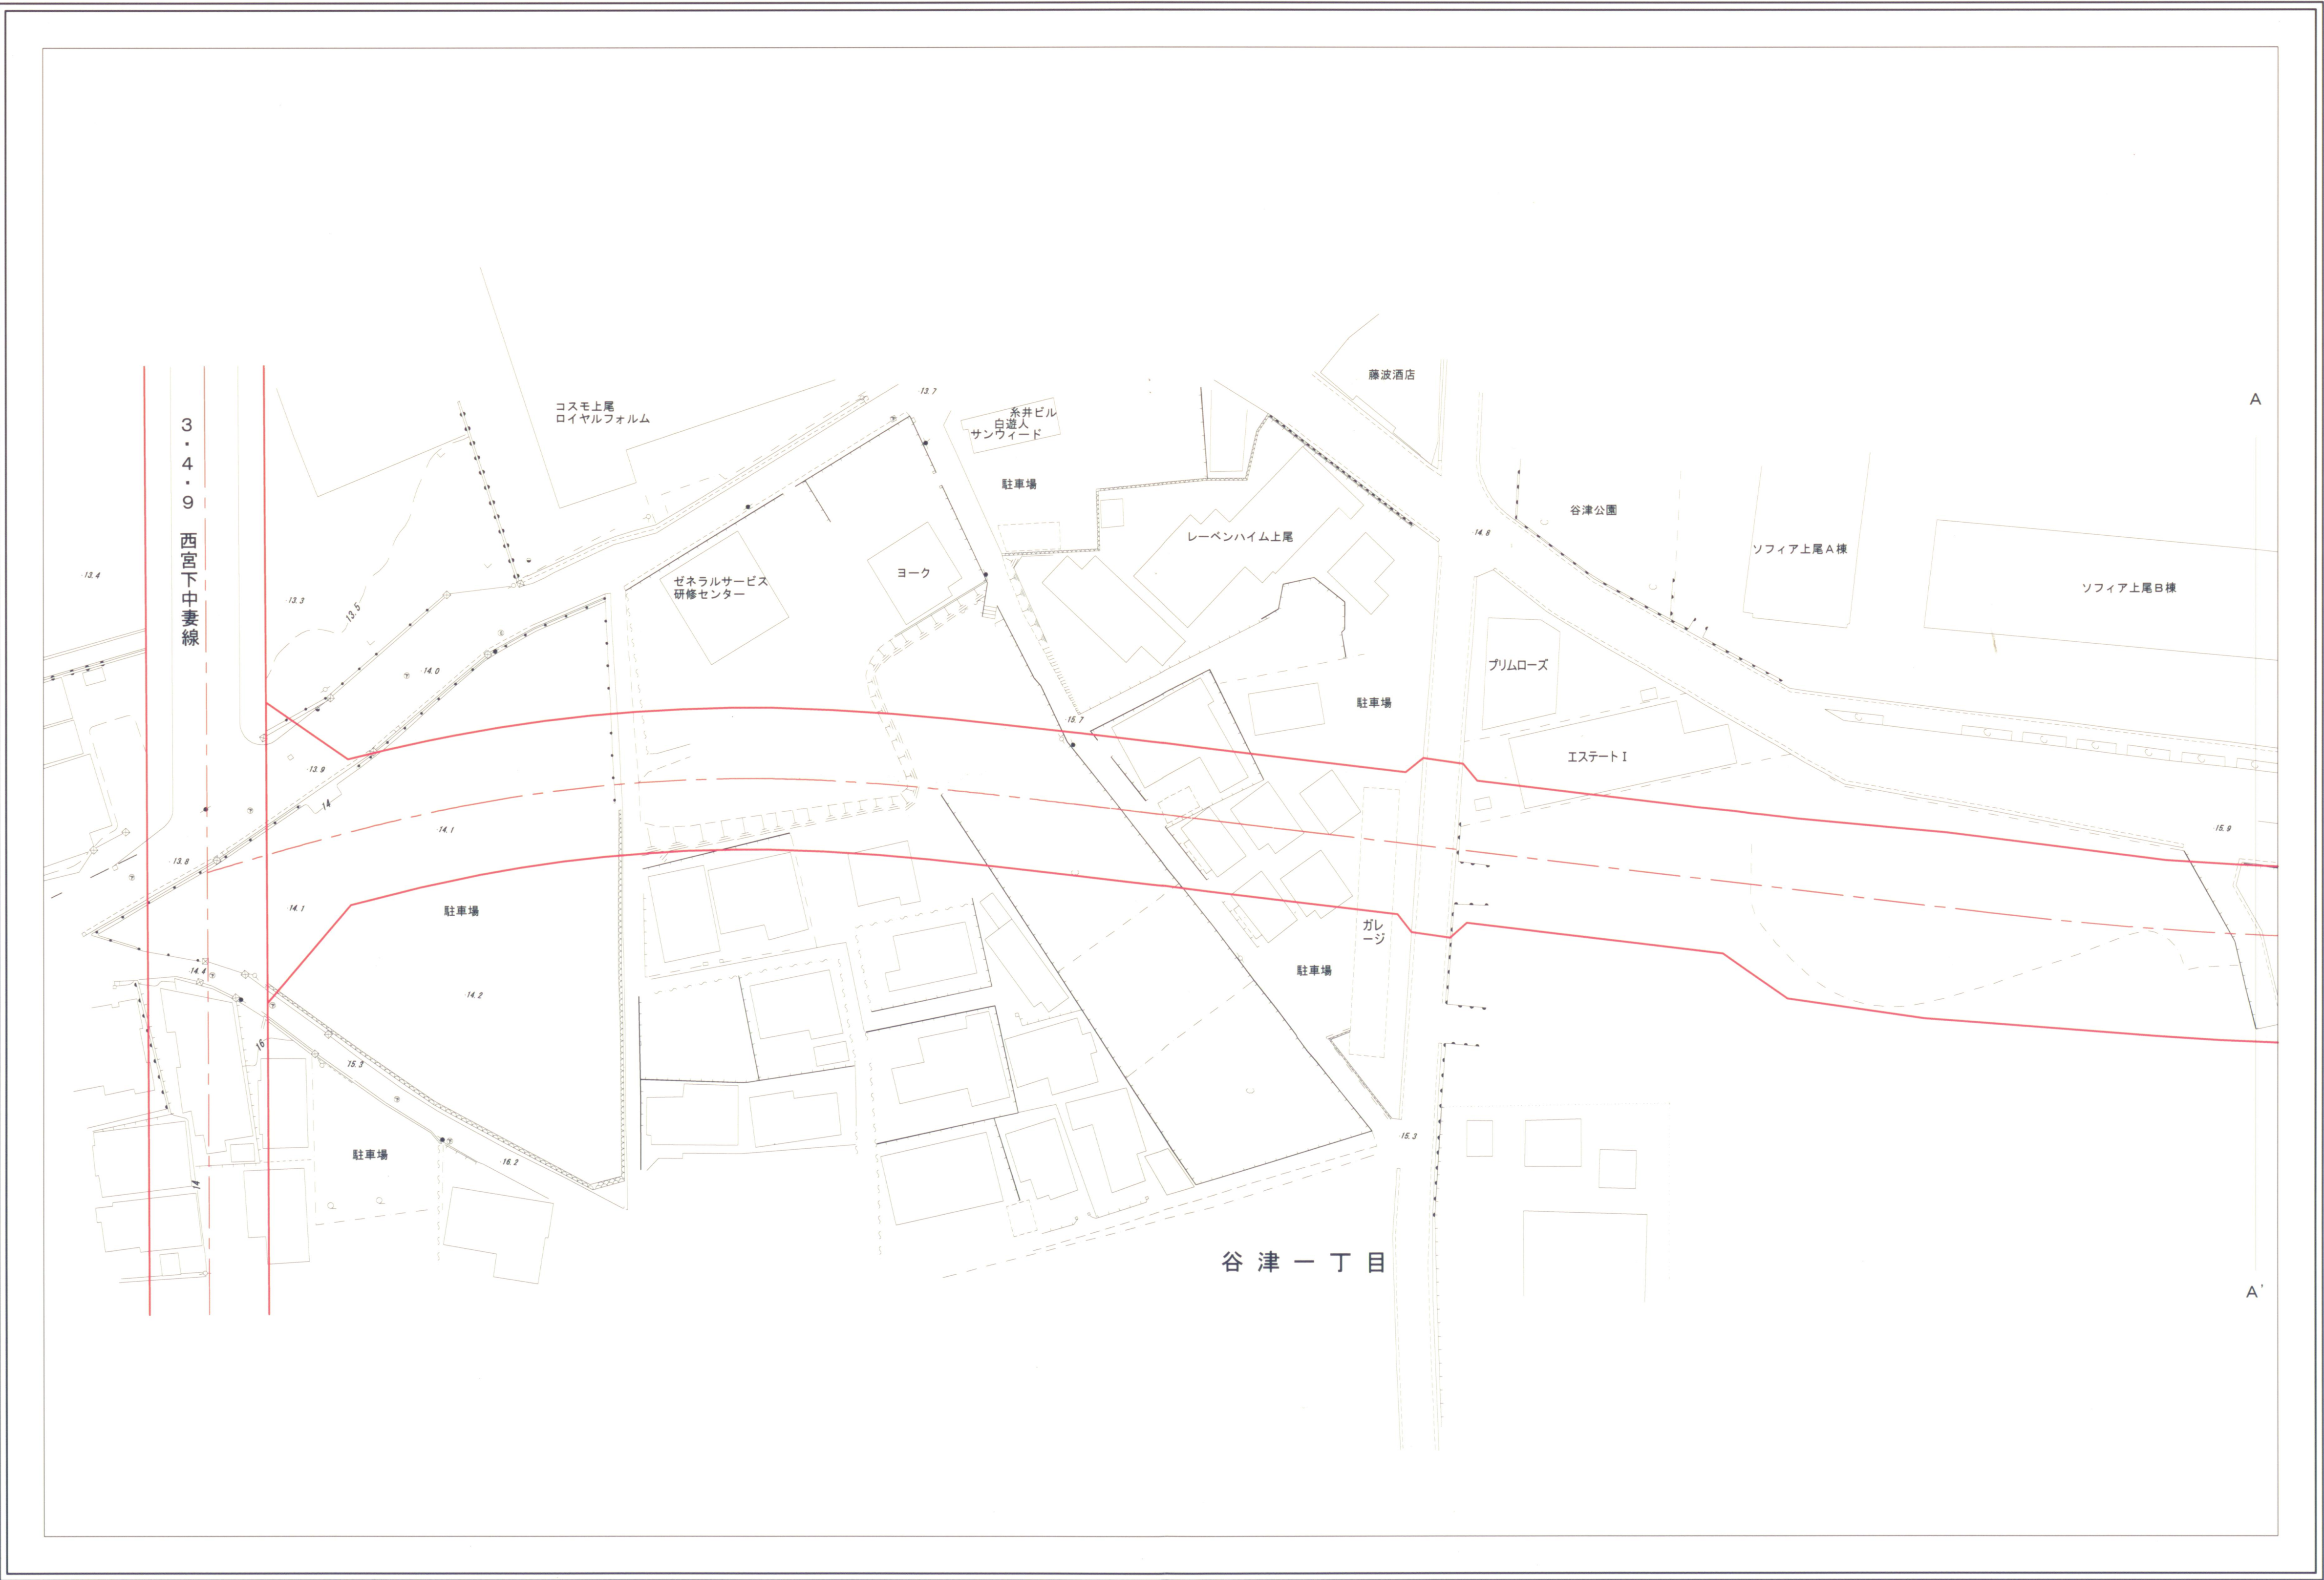 3・4・9 西宮下中妻線
コスモ上尾
ロイヤルフォルム
13.7
糸井ビル
白遊人
サンウィード
駐車場
藤波酒店
A
レーベンハイム上尾
14.8
谷津公園
ソフィア上尾A棟
ソフィア上尾B棟
13.4
13.3
13.5
ゼネラルサービス
研修センター
ヨーク
14.0
プリムローズ
駐車場
15.7
エステートⅠ
13.9
14
14.1
15.9
13.8
14.1
駐車場
ガレ
ージ
駐車場
14.4
14.2
16
15.3
駐車場
16.2
14
15.3
谷津一丁目
A'